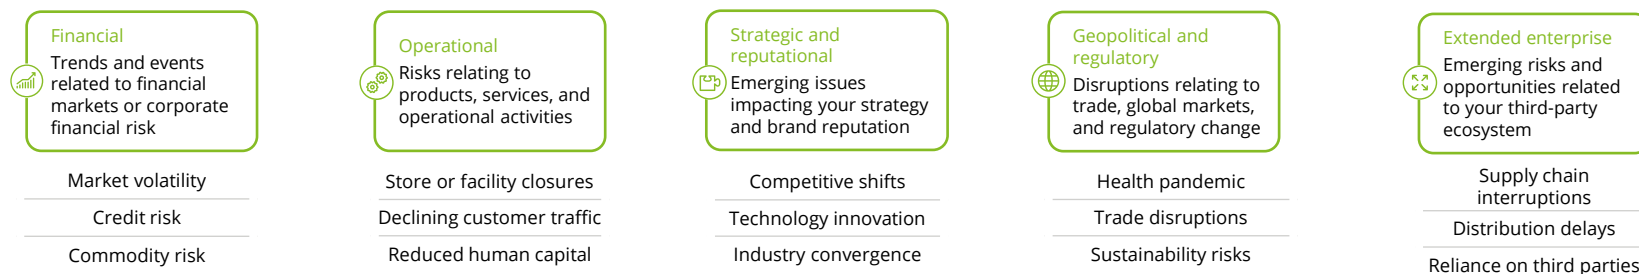 Financial
Trends and events
related to financial
markets or corporate
financial risk
Market volatility
Credit risk
Commodity risk
Operational
Risks relating to
products, services, and
operational activities
Store or facility closures
Declining customer traffic
Reduced human capital
Strategic and
reputational
Emerging issues
impacting your strategy
and brand reputation
Competitive shifts
Technology innovation
Industry convergence
Geopolitical and
regulatory
Disruptions relating to
trade, global markets,
and regulatory change
Health pandemic
Trade disruptions
Sustainability risks
Extended enterprise
Emerging risks and
opportunities related
to your third-party
ecosystem
Supply chain
interruptions
Distribution delays
Reliance on third parties